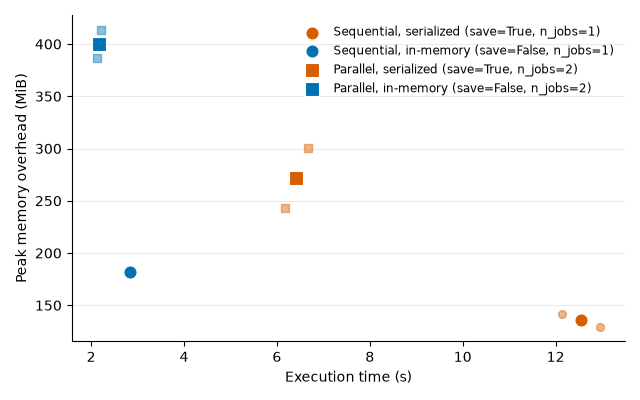 Sequential, serialized (save=True, n_jobs=1)
Sequential, in-memory (save=False, n_jobs=1)
Parallel, serialized (save=True, n_jobs=2)
Parallel, in-memory (save=False, n_jobs=2)
Peak memory overhead (MiB)
400
350
300
250
200
150
2 4 6 8 10 12
Execution time (s)